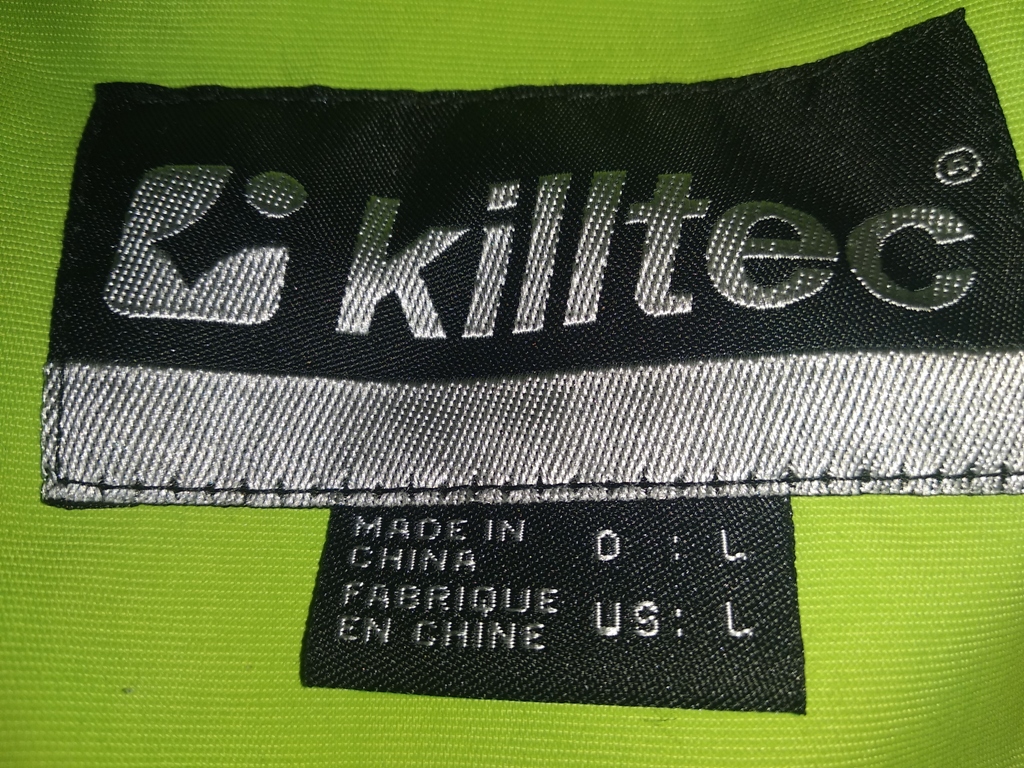 killtec®
MADE IN
CHINA
FABRIQUE
EN CHINE
D : L
US: L